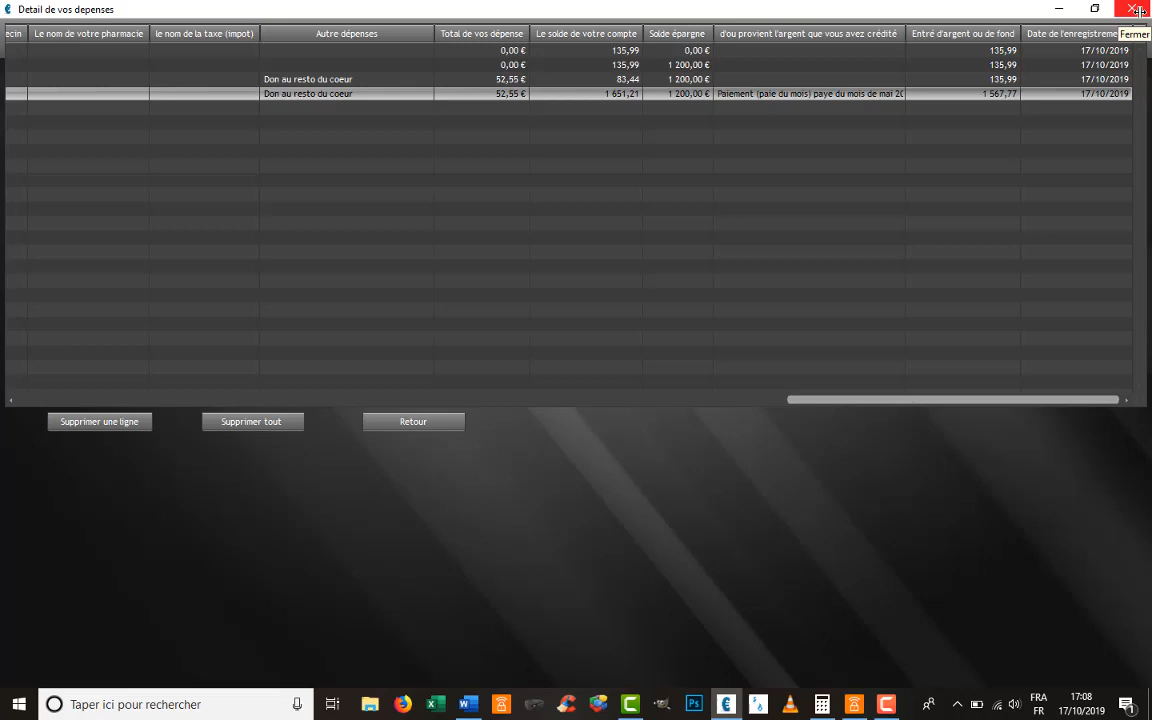 Detail de vos depenses
Fermer
ecin Le nom de votre pharmacie le nom de la taxe (impot) Autre dépenses Total de vos dépense Le solde de votre compte Solde épargne d'ou provient l'argent que vous avez crédité Entré d'argent ou de fond Date de l'enregistreme
0,00 € 135,99 0,00 € 135,99 17/10/2019
0,00 € 135,99 1 200,00 € 135,99 17/10/2019
Don au resto du coeur 52,55 € 83,44 1 200,00 € 135,99 17/10/2019
Don au resto du coeur 52,55 € 1 651,21 1 200,00 € Paiement (paie du mois) paye du mois de mai 20 1 567,77 17/10/2019
Supprimer une ligne Supprimer tout Retour
Taper ici pour rechercher
FRA 17:08
FR 17/10/2019